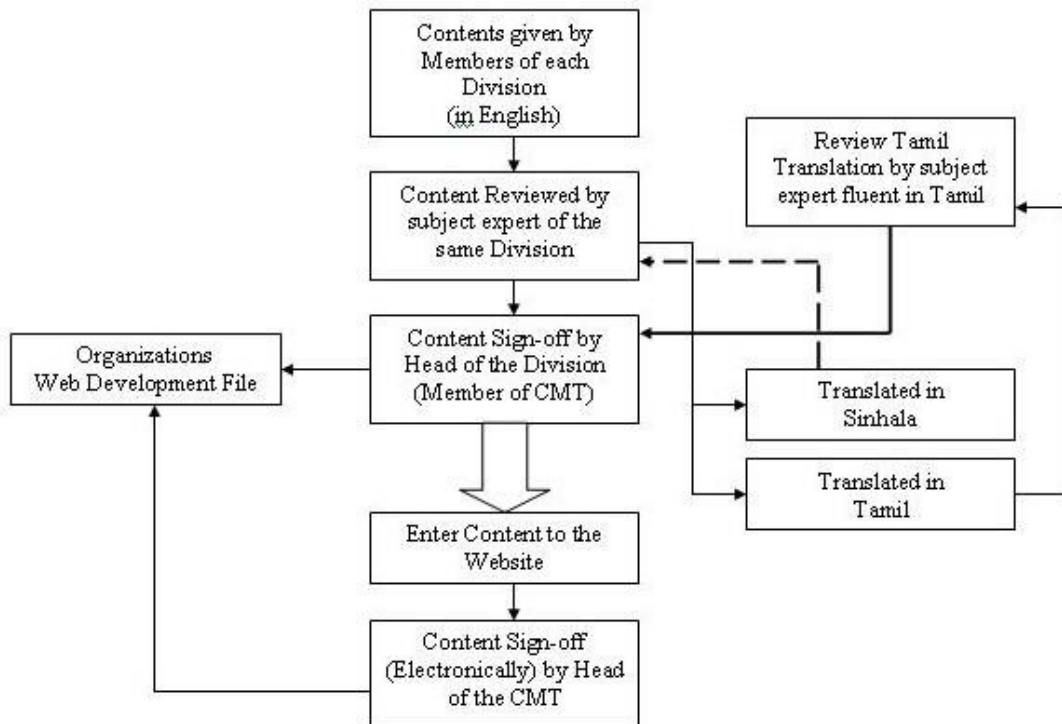 Contents given by
Members of each
Division
(in English)
Review Tamil
Translation by subject
expert fluent in Tamil
Content Reviewed by
subject expert of the
same Division
Content Sign-off by
Head of the Division
(Member of CMT)
Organizations
Web Development File
Translated in
Sinhala
Translated in
Tamil
Enter Content to the
Website
Content Sign-off
(Electronically) by Head
of the CMT